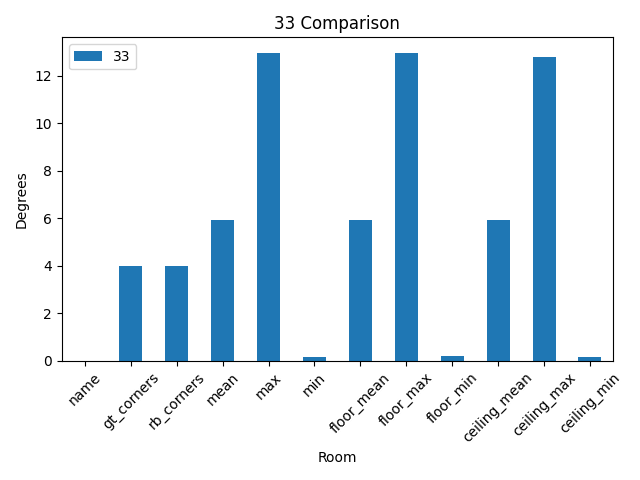 33 Comparison
33
Degrees
12
10
8
6
4
2
0
name
gt_corners
rb_corners
mean
max
min
floor_mean
floor_max
floor_min
ceiling_mean
ceiling_max
ceiling_min
Room